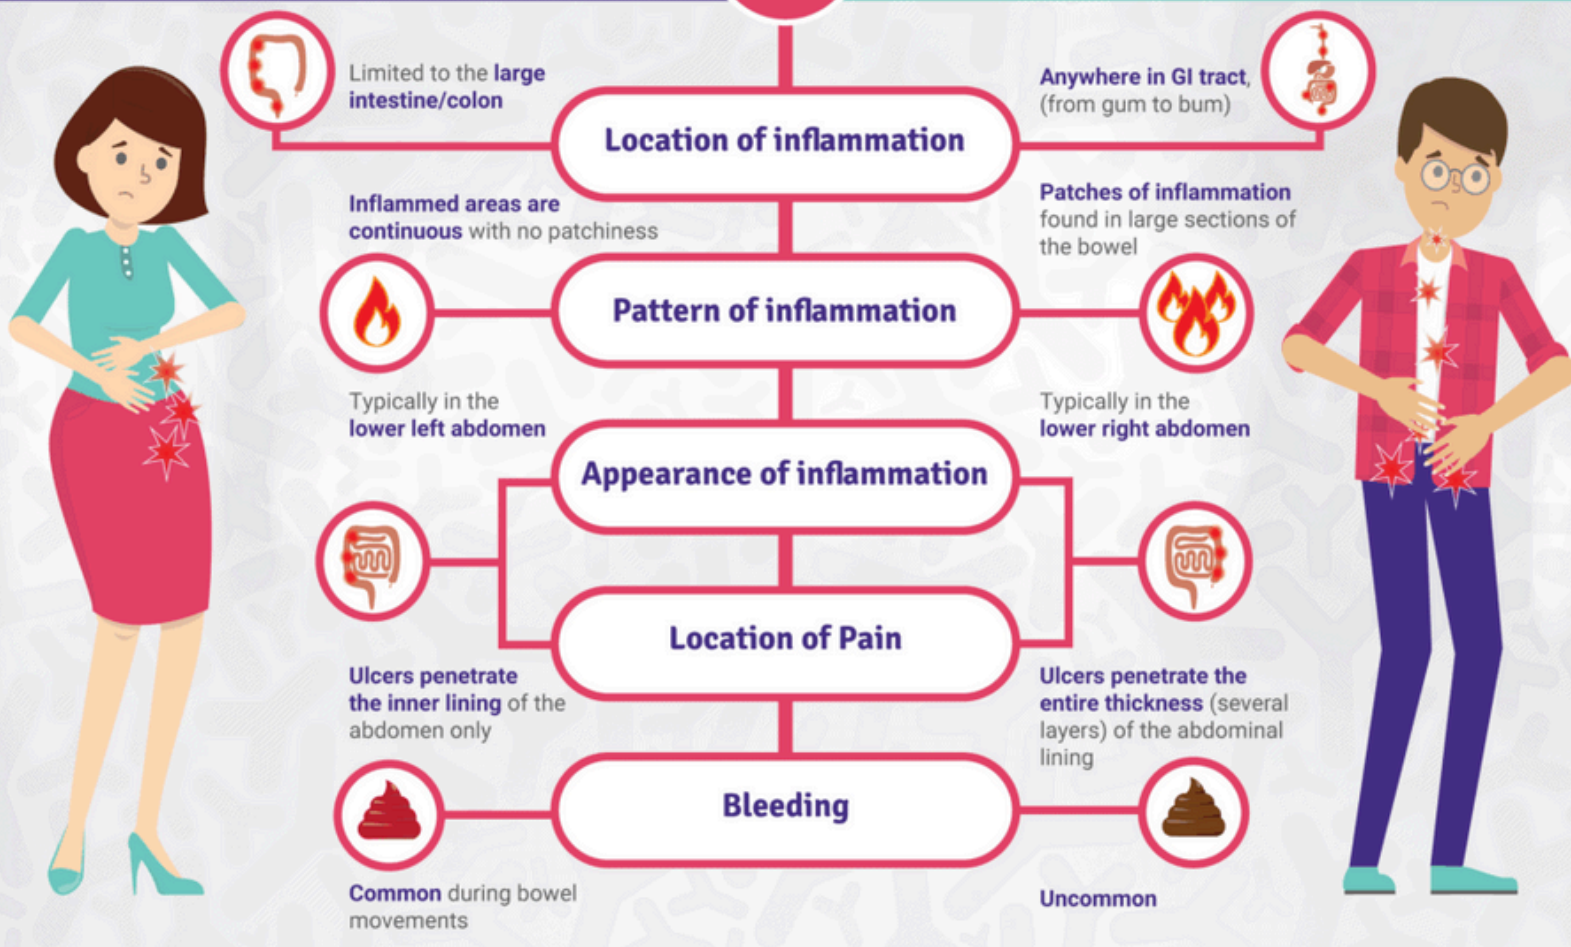 Limited to the large
intestine/colon
Location of inflammation
Anywhere in GI tract,
(from gum to bum)
Inflammed areas are
continuous with no patchiness
Pattern of inflammation
Patches of inflammation
found in large sections of
the bowel
Typically in the
lower left abdomen
Appearance of inflammation
Typically in the
lower right abdomen
Location of Pain
Ulcers penetrate
the inner lining of the
abdomen only
Ulcers penetrate the
entire thickness (several
layers) of the abdominal
lining
Bleeding
Common during bowel
movements
Uncommon